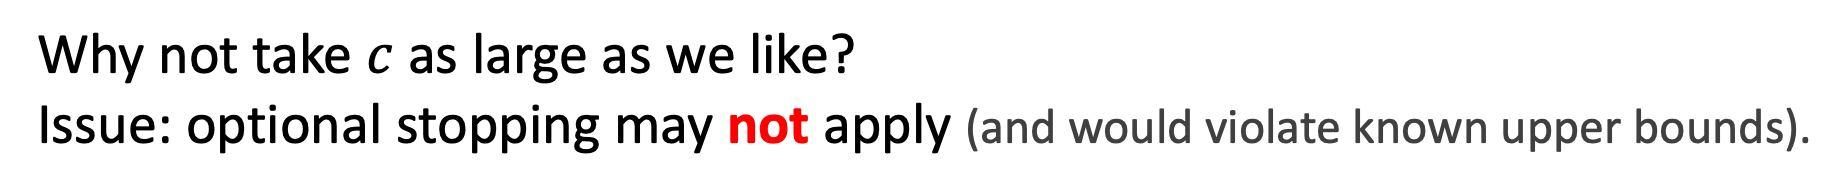 Why not take c as large as we like?
Issue: optional stopping may not apply (and would violate known upper bounds).